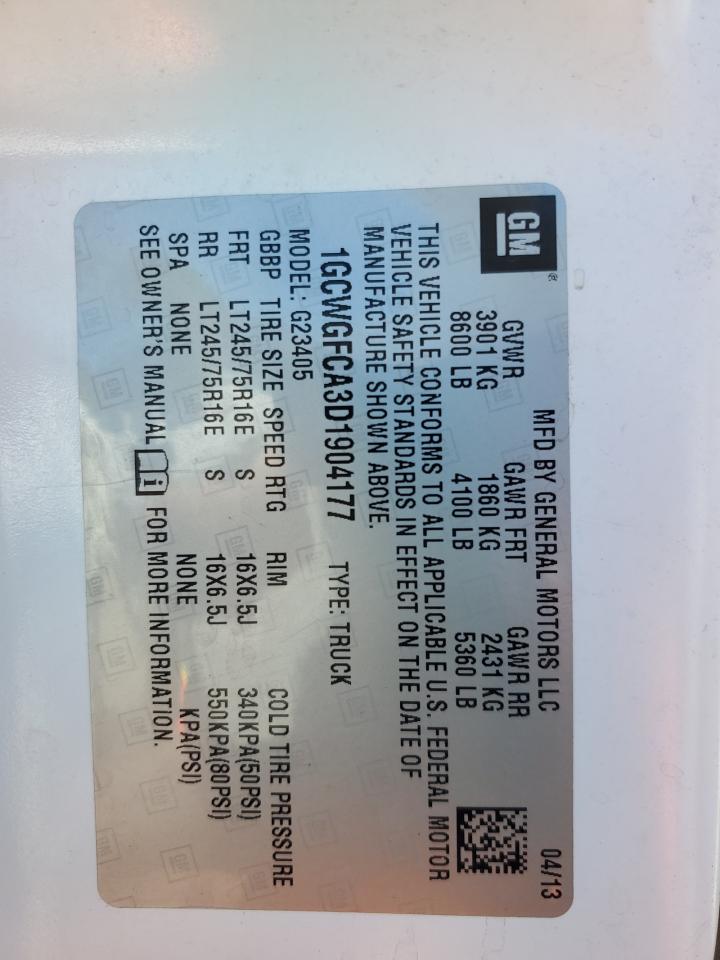 GM® MFD BY GENERAL MOTORS LLC 04/13
GVWR GAWR FRT GAWR RR
3901 KG 1860 KG 2431 KG
8600 LB 4100 LB 5360 LB
THIS VEHICLE CONFORMS TO ALL APPLICABLE U.S. FEDERAL MOTOR
VEHICLE SAFETY STANDARDS IN EFFECT ON THE DATE OF
MANUFACTURE SHOWN ABOVE.
1GCWGFCA3D1904177 TYPE: TRUCK
MODEL: G23405
GBBP TIRE SIZE SPEED RTG RIM COLD TIRE PRESSURE
FRT LT245/75R16E S 16X6.5J 340KPA(50PSI)
RR LT245/75R16E S 16X6.5J 550KPA(80PSI)
SPA NONE NONE KPA(PSI)
SEE OWNER'S MANUAL i FOR MORE INFORMATION.